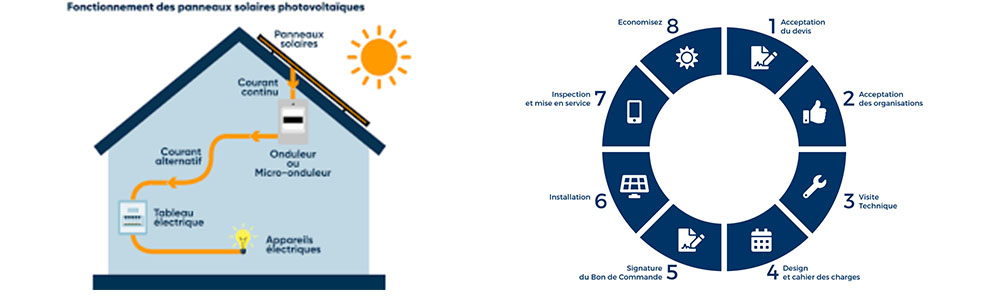 Fonctionnement des panneaux solaires photovoltaïques
Panneaux
solaires
Courant
continu
Courant
alternatif
Onduleur
ou
Micro-onduleur
Tableau
électrique
Appareils
électriques
1 Acceptation
du devis
2 Acceptation
des organisations
3 Visite
Technique
4 Design
et cahier des charges
Signature
du Bon de Commande 5
Installation 6
Inspection
et mise en service 7
Economisez 8